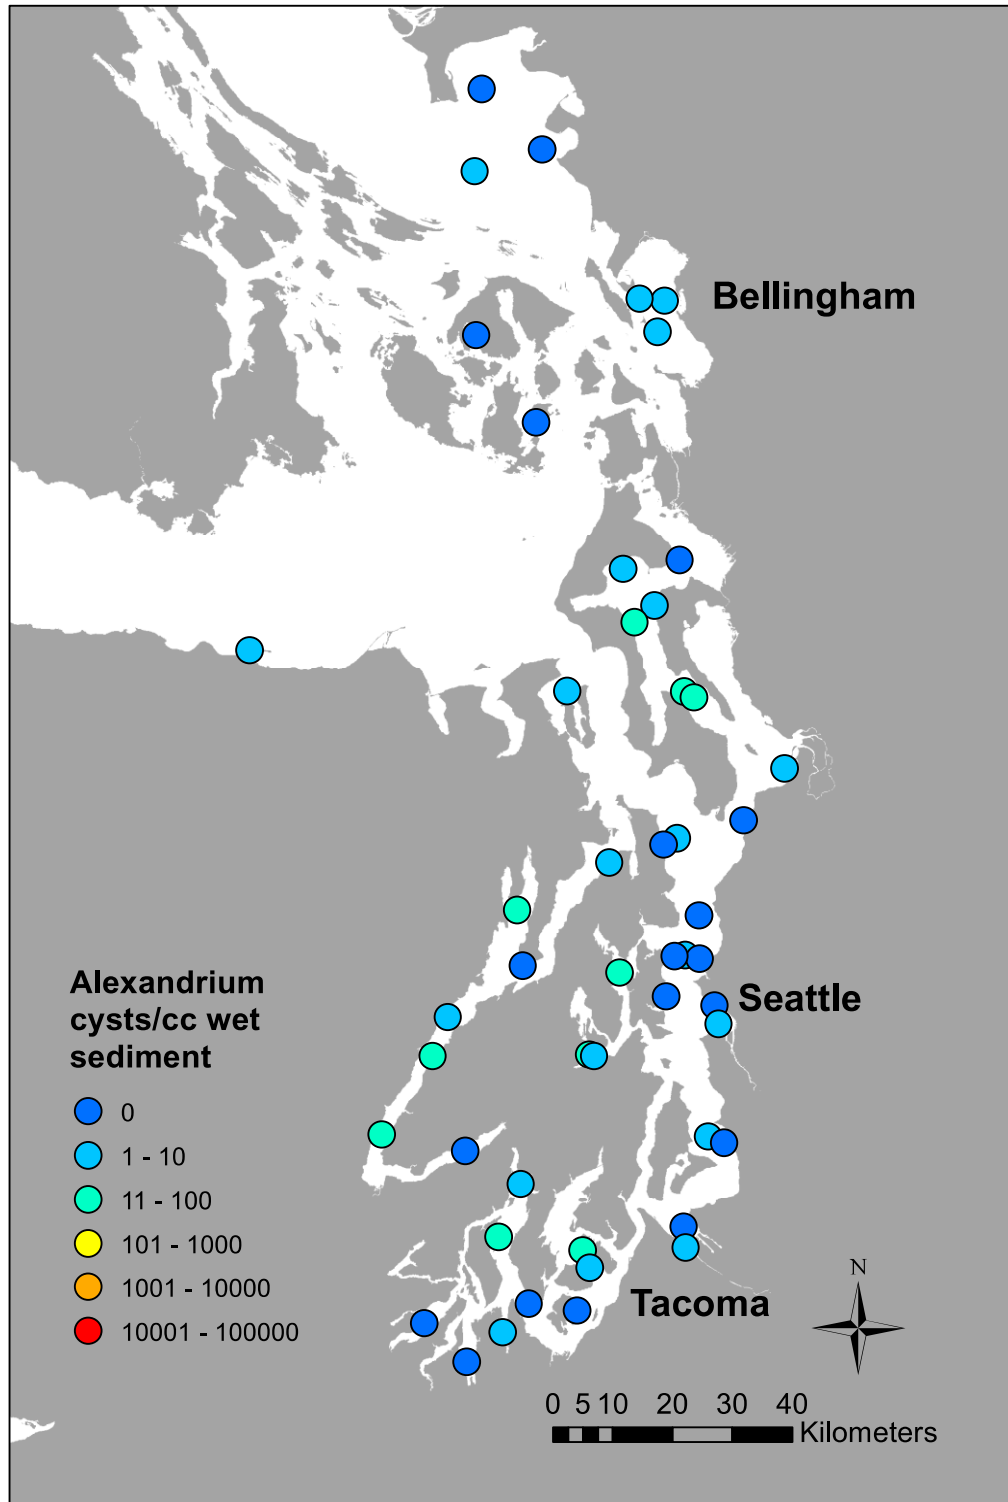 Bellingham
Seattle
Alexandrium
cysts/cc wet
sediment
0
1 - 10
11 - 100
101 - 1000
1001 - 10000
10001 - 100000
Tacoma
N
0 5 10 20 30 40
Kilometers